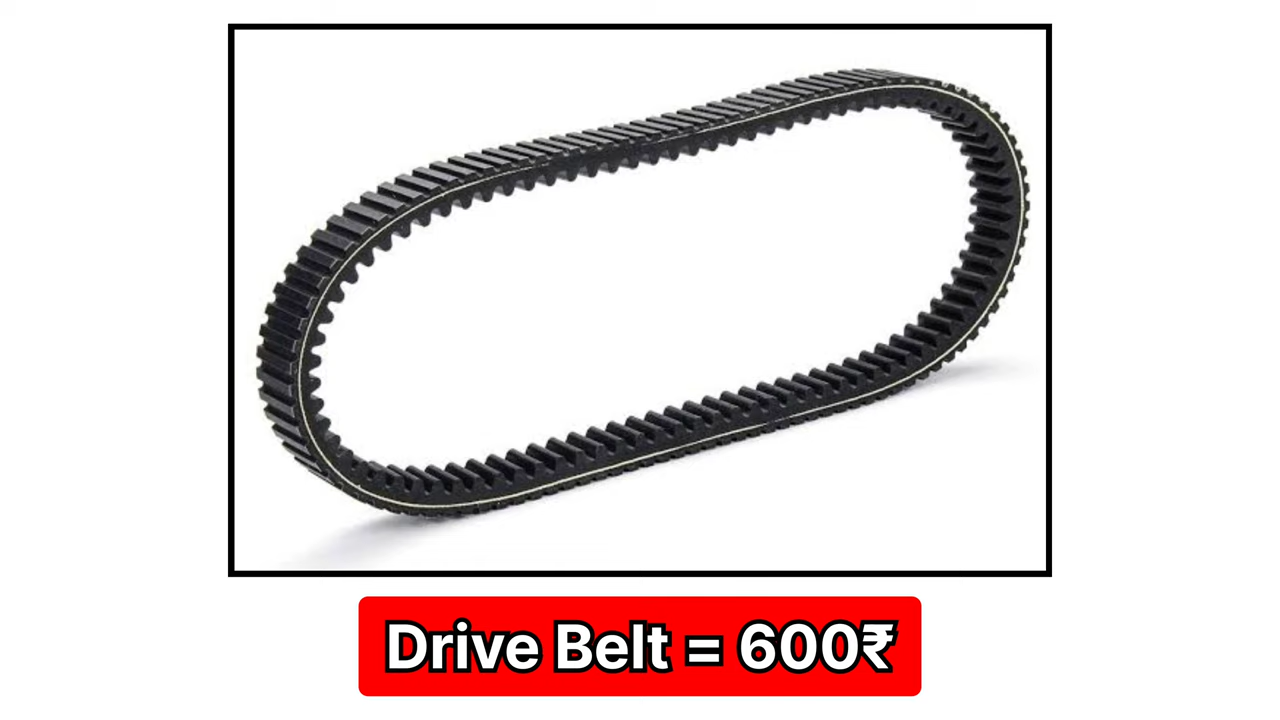 Drive Belt = 600₹